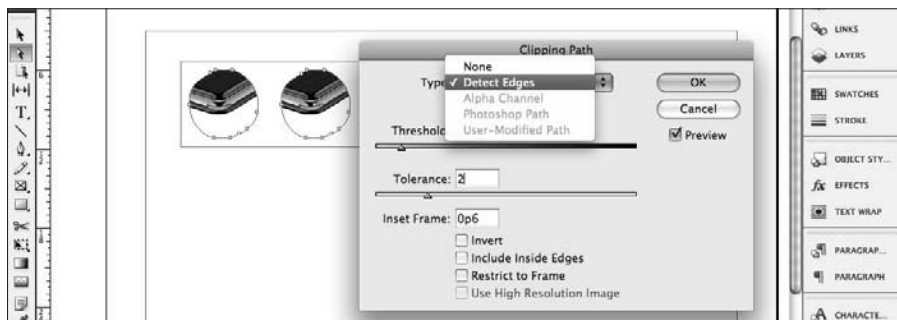 Clipping Path
Type
None
✓ Detect Edges
Alpha Channel
Photoshop Path
User-Modified Path
OK
Cancel
Preview
Threshold
Tolerance: 2
Inset Frame: 0p6
Invert
Include Inside Edges
Restrict to Frame
Use High Resolution Image
LINKS
LAYERS
SWATCHES
STROKE
OBJECT STY...
fx EFFECTS
TEXT WRAP
PARAGRAP...
PARAGRAPH
CHARACTE...